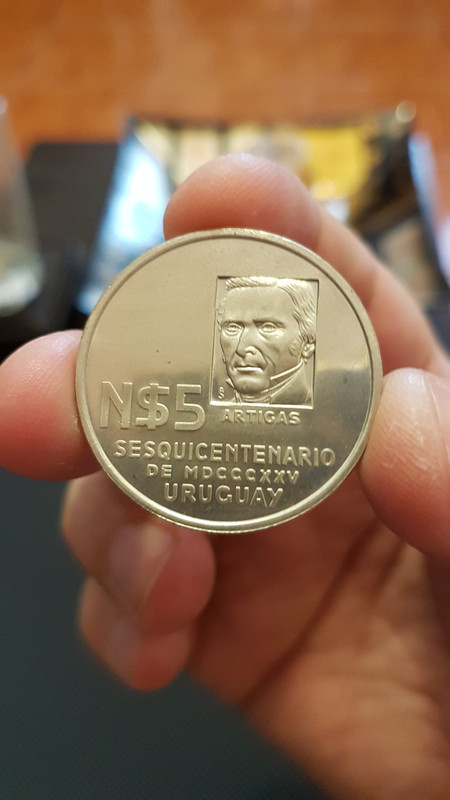 N$5
ARTIGAS
SESQUICENTENARIO
DE MDCCCXXV
URUGUAY